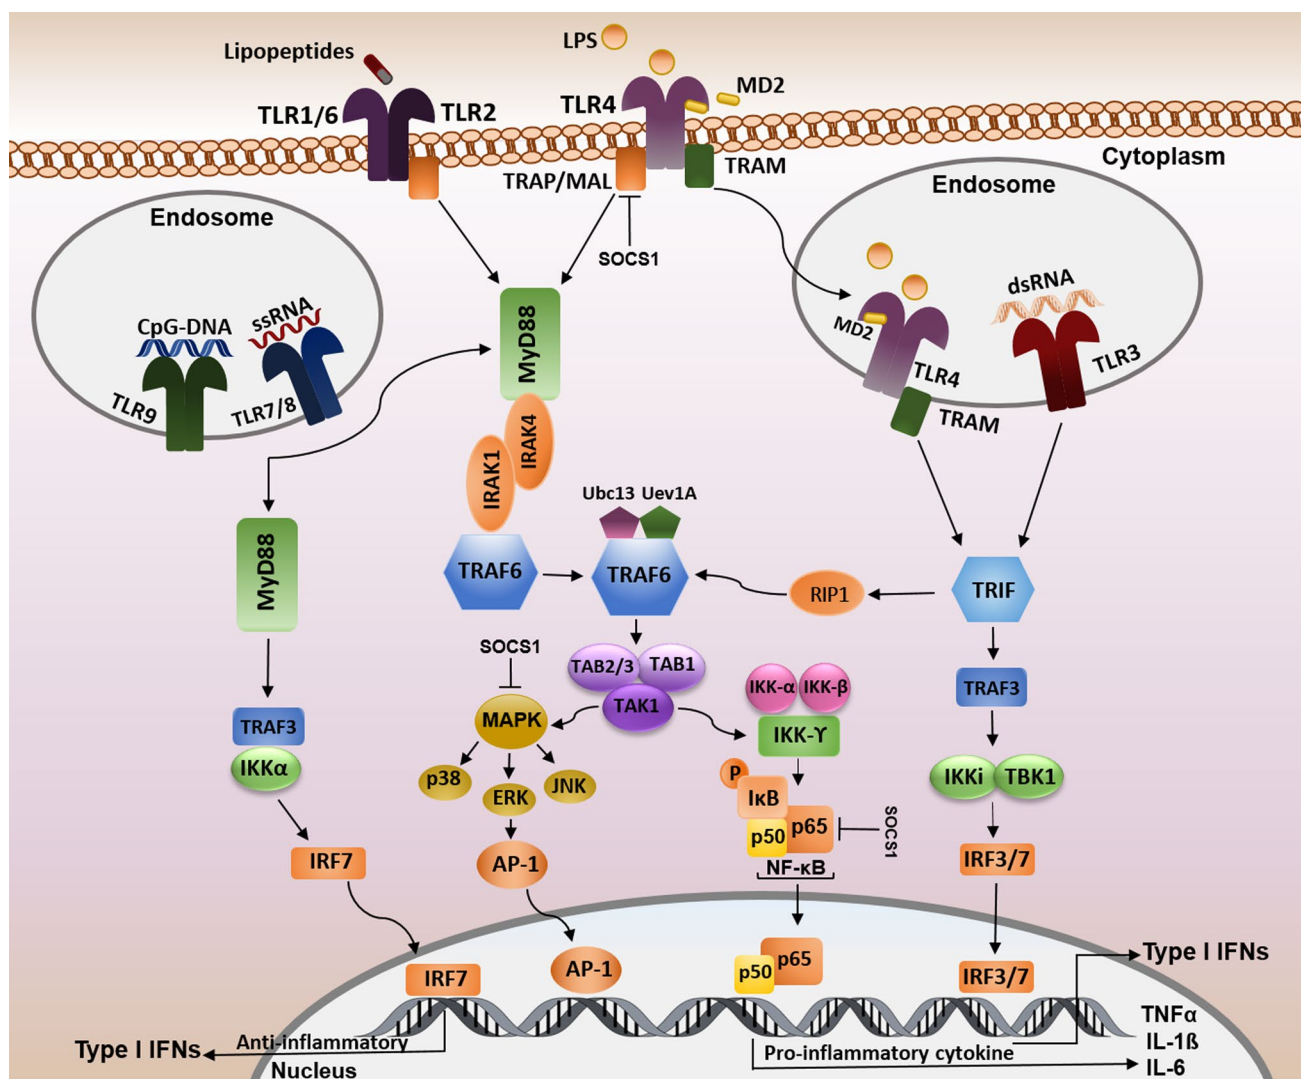 LPS
Lipopeptides
MD2
TLR1/6
TLR2
TLR4
Cytoplasm
TRAP/MAL
TRAM
Endosome
Endosome
SOCS1
dsRNA
CpG-DNA
ssRNA
MD2
MyD88
TLR3
TLR4
TLR9
TLR7/8
TRAM
IRAK4
IRAK1
Ubc13
Uev1A
MyD88
TRAF6
TRAF6
RIP1
TRIF
SOCS1
TAB2/3
TAB1
IKK-α
IKK-β
TRAF3
TAK1
TRAF3
MAPK
IKK-ϒ
IKKα
P
IKKi
TBK1
p38
JNK
ERK
IκB
p50
p65
SOCS1
IRF7
AP-1
NF-κB
IRF3/7
Type I IFNs
IRF7
AP-1
p50
p65
IRF3/7
TNFα
Anti-inflammatory
IL-1ß
Type I IFNs
Pro-inflammatory cytokine
IL-6
Nucleus